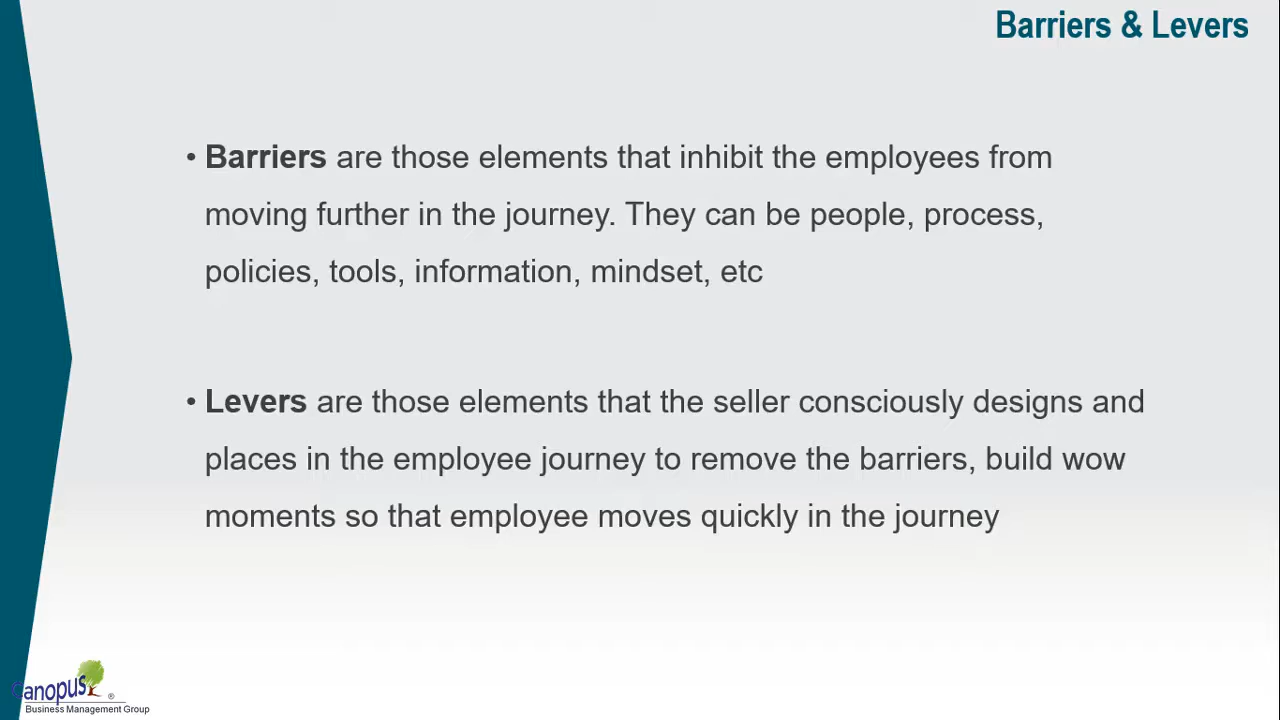 Barriers & Levers
• Barriers are those elements that inhibit the employees from
moving further in the journey. They can be people, process,
policies, tools, information, mindset, etc
• Levers are those elements that the seller consciously designs and
places in the employee journey to remove the barriers, build wow
moments so that employee moves quickly in the journey
Canopus ®
Business Management Group